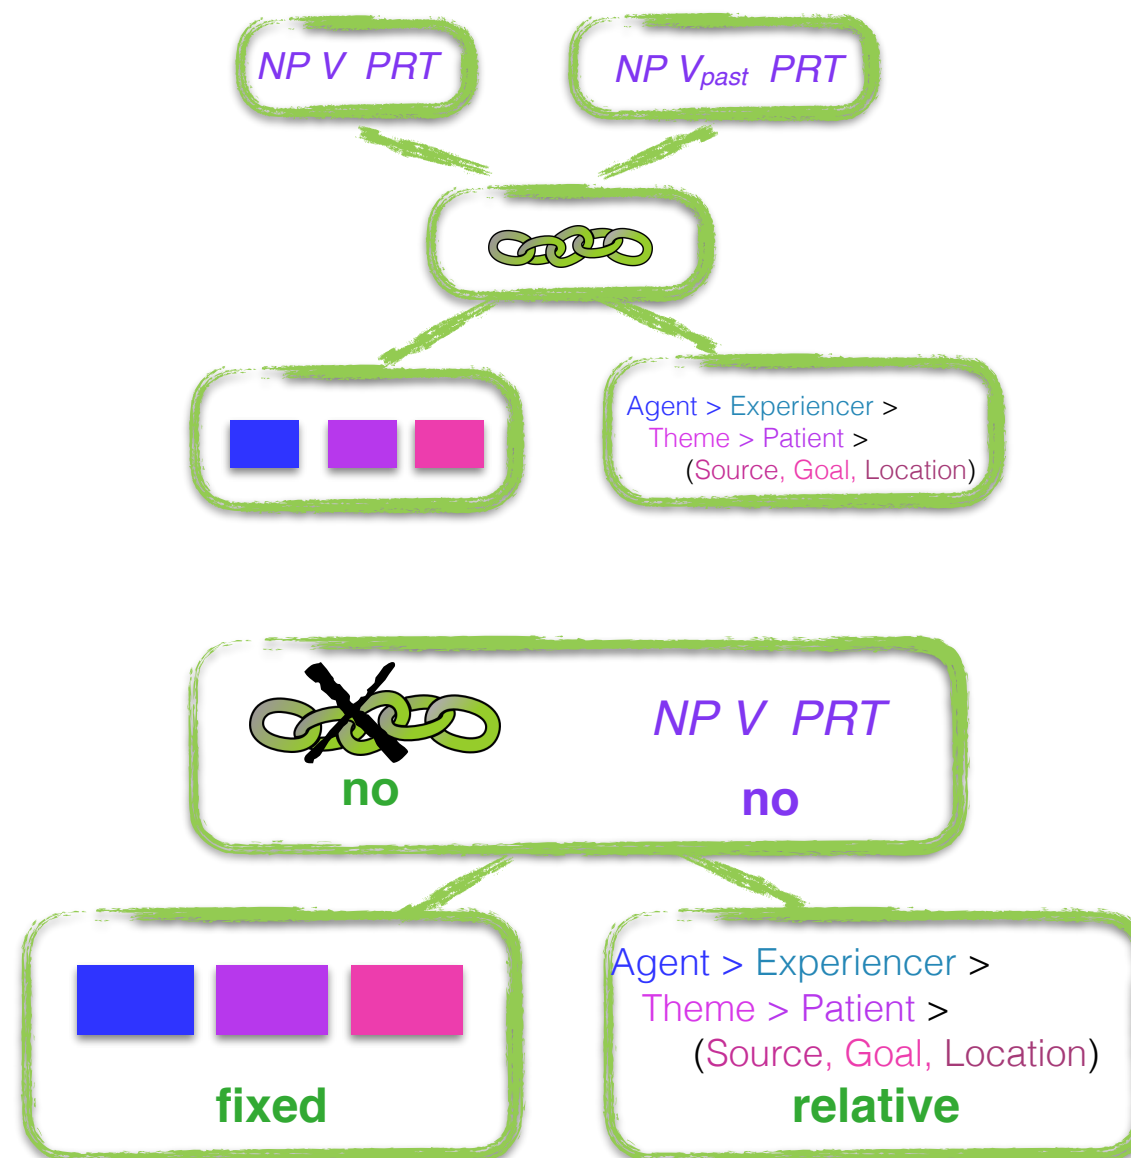 NP V PRT
NP Vpast PRT
Agent > Experiencer >
Theme > Patient >
(Source, Goal, Location)
NP V PRT
no
no
Agent > Experiencer >
Theme > Patient >
(Source, Goal, Location)
fixed
relative